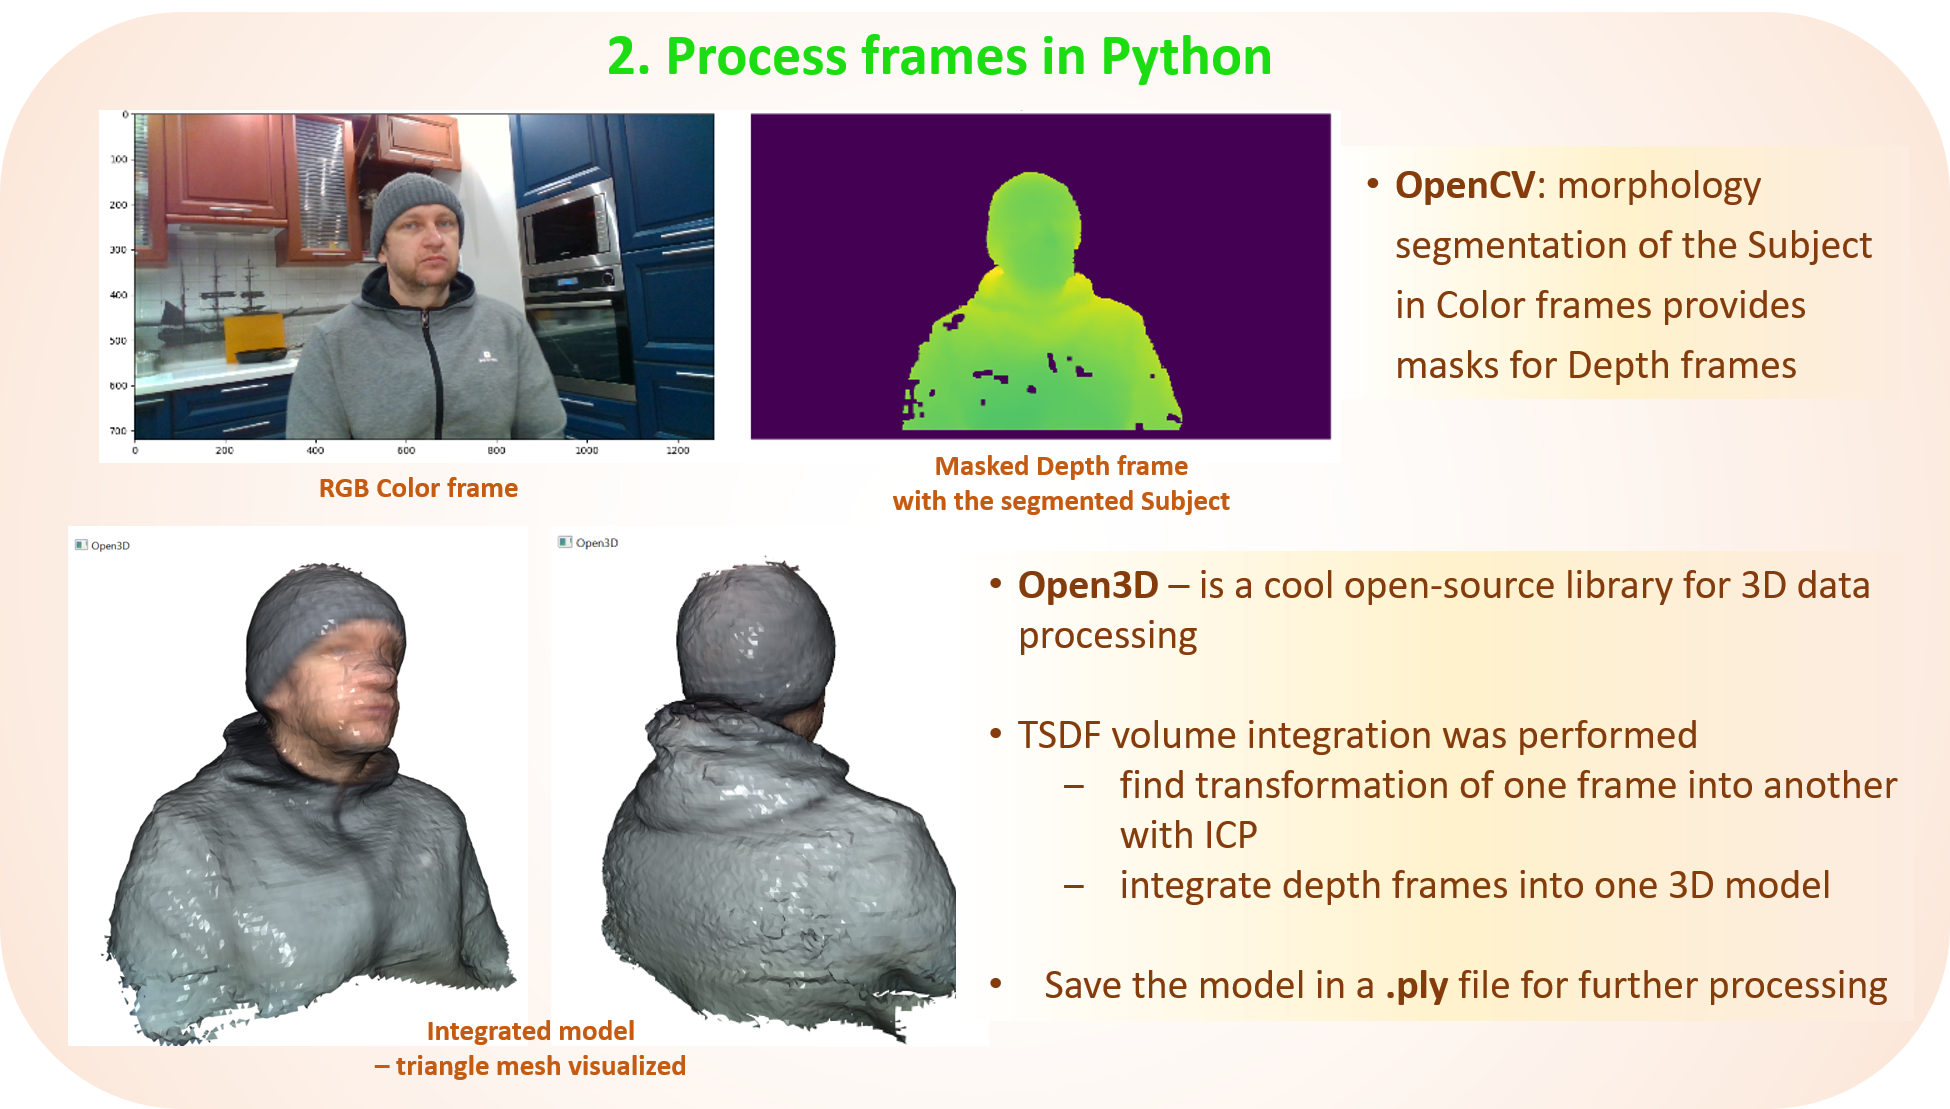 2. Process frames in Python
0
100
200
300
400
500
600
700
0 200 400 600 800 1000 1200
RGB Color frame
Masked Depth frame
with the segmented Subject
• OpenCV: morphology
segmentation of the Subject
in Color frames provides
masks for Depth frames
Open3D
Open3D
Integrated model
– triangle mesh visualized
• Open3D – is a cool open-source library for 3D data
processing
• TSDF volume integration was performed
– find transformation of one frame into another
with ICP
– integrate depth frames into one 3D model
• Save the model in a .ply file for further processing